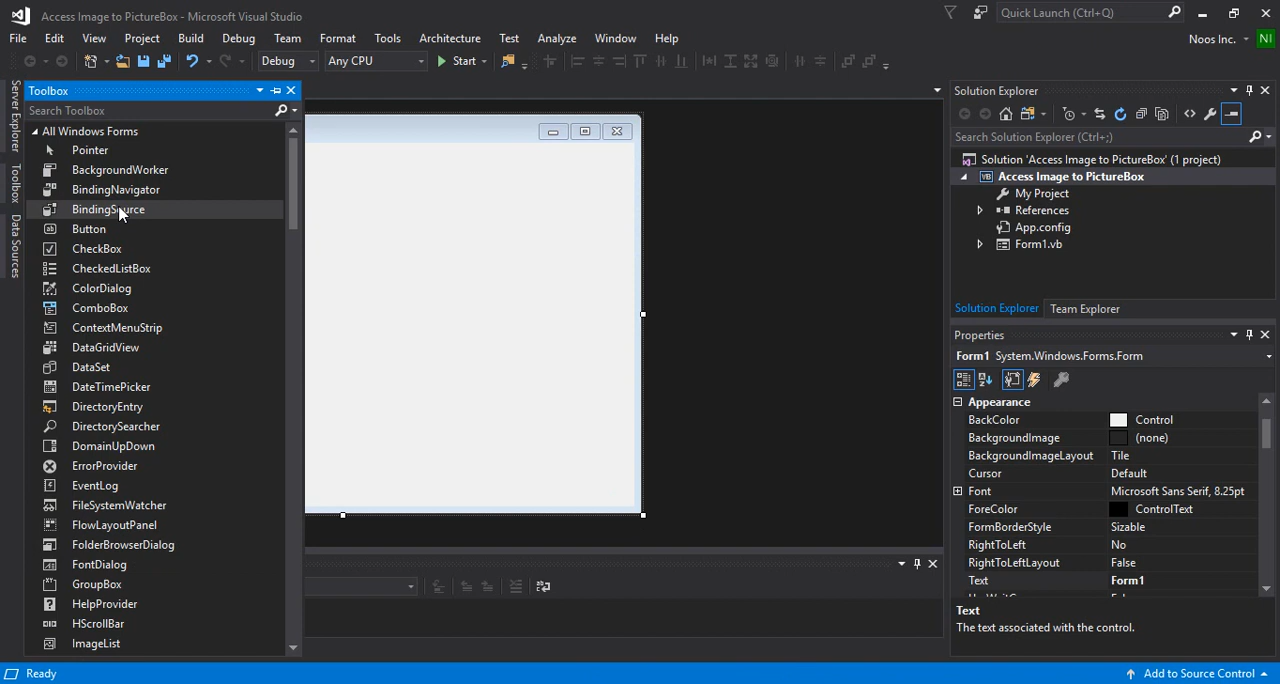 Access Image to PictureBox - Microsoft Visual Studio
Quick Launch (Ctrl+Q)
File Edit View Project Build Debug Team Format Tools Architecture Test Analyze Window Help
Noos Inc. NI
Debug Any CPU Start
Server Explorer
Toolbox
Data Sources
Toolbox
Search Toolbox
All Windows Forms
Pointer
BackgroundWorker
BindingNavigator
BindingSource
Button
CheckBox
CheckedListBox
ColorDialog
ComboBox
ContextMenuStrip
DataGridView
DataSet
DateTimePicker
DirectoryEntry
DirectorySearcher
DomainUpDown
ErrorProvider
EventLog
FileSystemWatcher
FlowLayoutPanel
FolderBrowserDialog
FontDialog
GroupBox
HelpProvider
HScrollBar
ImageList
Solution Explorer
Search Solution Explorer (Ctrl+;)
Solution 'Access Image to PictureBox' (1 project)
VB Access Image to PictureBox
My Project
References
App.config
Form1.vb
Solution Explorer Team Explorer
Properties
Form1 System.Windows.Forms.Form
Appearance
BackColor Control
BackgroundImage (none)
BackgroundImageLayout Tile
Cursor Default
Font Microsoft Sans Serif, 8.25pt
ForeColor ControlText
FormBorderStyle Sizable
RightToLeft No
RightToLeftLayout False
Text Form1
Text
The text associated with the control.
Ready
Add to Source Control